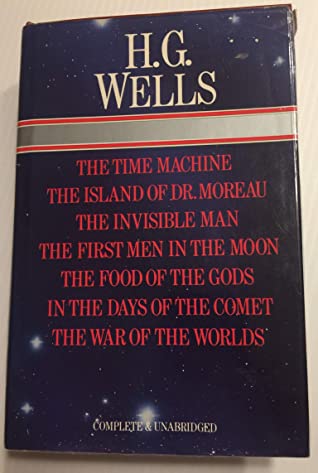 H.G.
WELLS
THE TIME MACHINE
THE ISLAND OF DR. MOREAU
THE INVISIBLE MAN
THE FIRST MEN IN THE MOON
THE FOOD OF THE GODS
IN THE DAYS OF THE COMET
THE WAR OF THE WORLDS
COMPLETE & UNABRIDGED